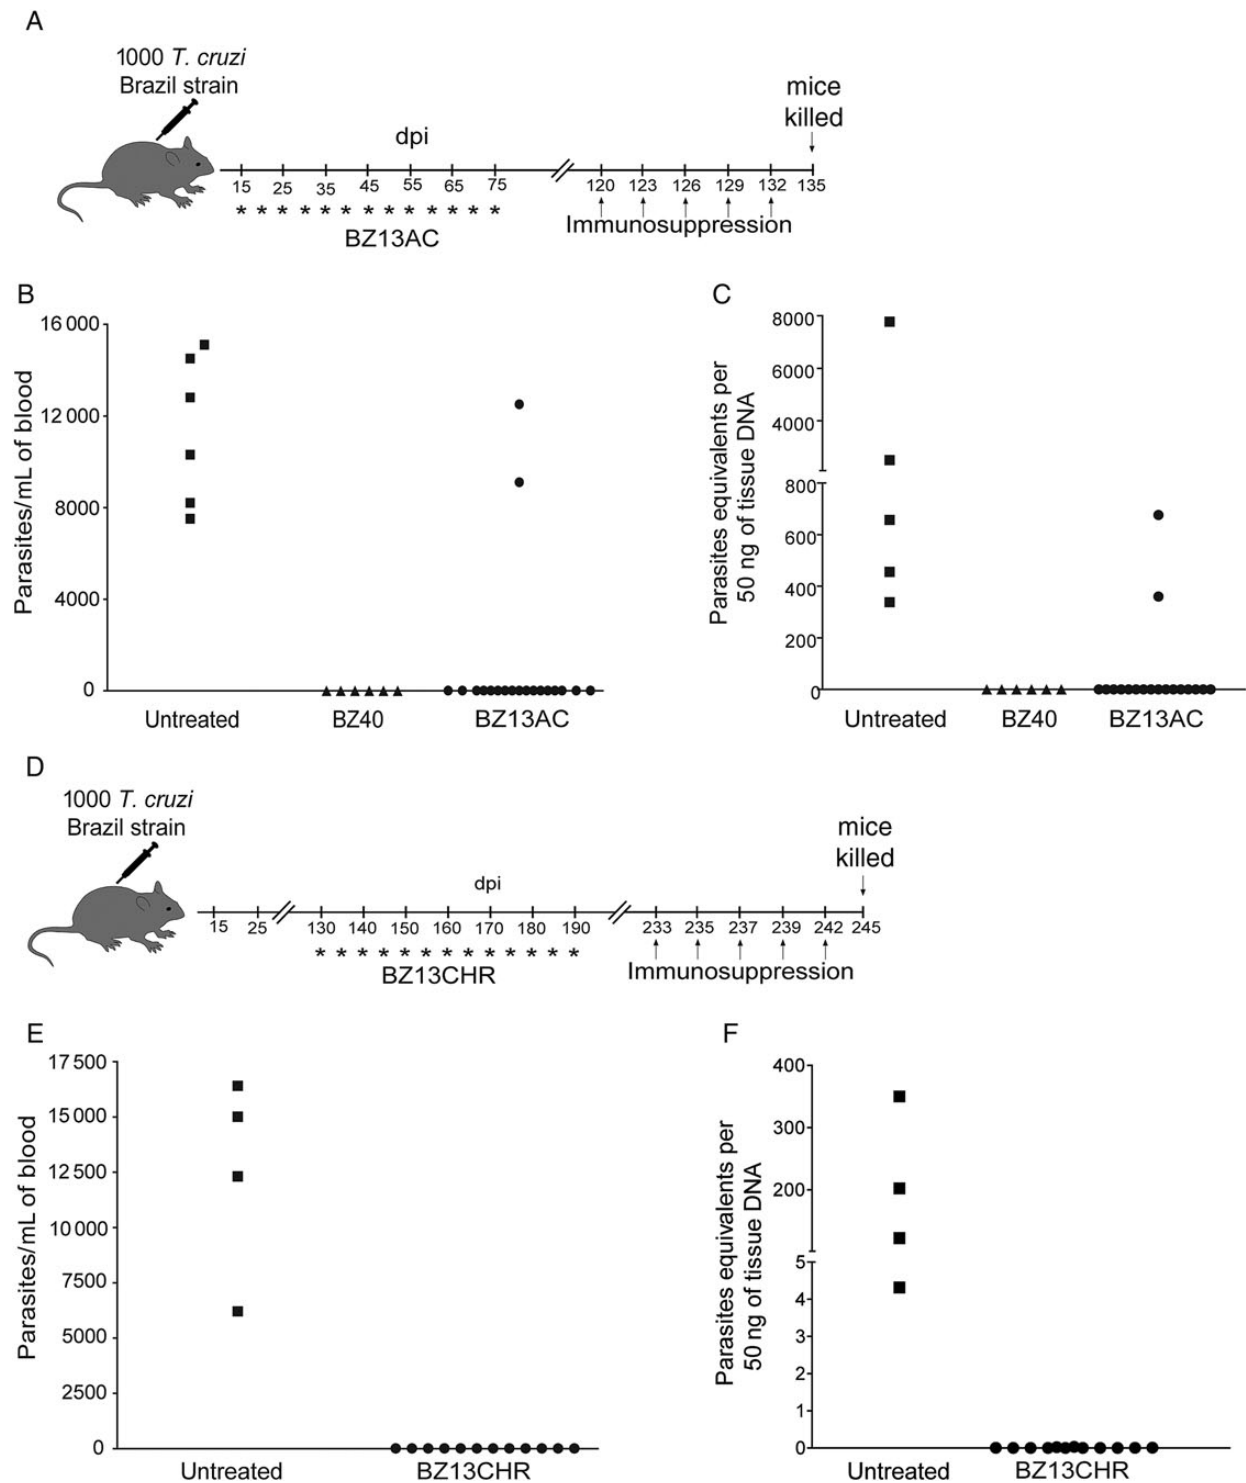 A
1000 T. cruzi
Brazil strain
mice
killed
dpi
15 25 35 45 55 65 75 120 123 126 129 132 135
* * * * * * * * * * * * *
Immunosuppression
BZ13AC
B
16 000
12 000
8000
4000
0
Parasites/mL of blood
Untreated BZ40 BZ13AC
C
8000
6000
4000
800
600
400
200
0
Parasites equivalents per
50 ng of tissue DNA
Untreated BZ40 BZ13AC
D
1000 T. cruzi
Brazil strain
mice
killed
dpi
15 25 130 140 150 160 170 180 190 233 235 237 239 242 245
* * * * * * * * * * * * *
BZ13CHR
Immunosuppression
E
17 500
15 000
12 500
10 000
7500
5000
2500
0
Parasites/mL of blood
Untreated BZ13CHR
F
400
300
200
5
4
3
2
1
0
Parasites equivalents per
50 ng of tissue DNA
Untreated BZ13CHR